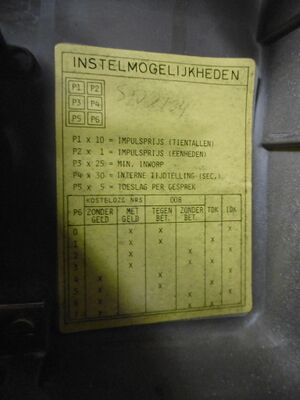 INSTELMOGELIJKHEDEN
P1 P2
P3 P4
P5 P6
P1 x 10 = IMPULSPRIJS (TIENTALLEN)
P2 x 1 = IMPULSPRIJS (EENHEDEN)
P3 x 25 = MIN. INWORP
P4 x 30 = INTERNE TIJDTELLING (SEC.)
P5 x 5 = TOESLAG PER GESPREK
KOSTELOZE NRS 008
P6 ZONDER GELD MET GELD TEGEN BET. ZONDER BET. TDK IDK
0 x x x
1 x x x
2 x x x
3 x x x
4 x x x
5 x x x
6 x x x
7 x x x